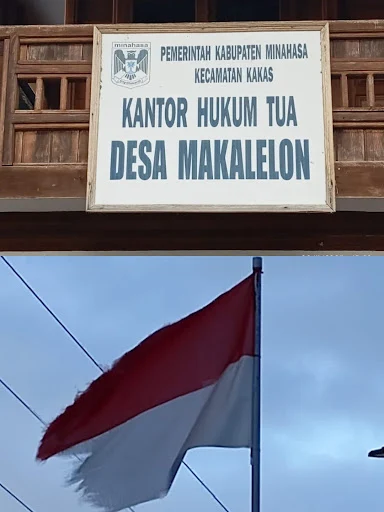 minahasa
PEMERINTAH KABUPATEN MINAHASA
KECAMATAN KAKAS
KANTOR HUKUM TUA
DESA MAKALELON